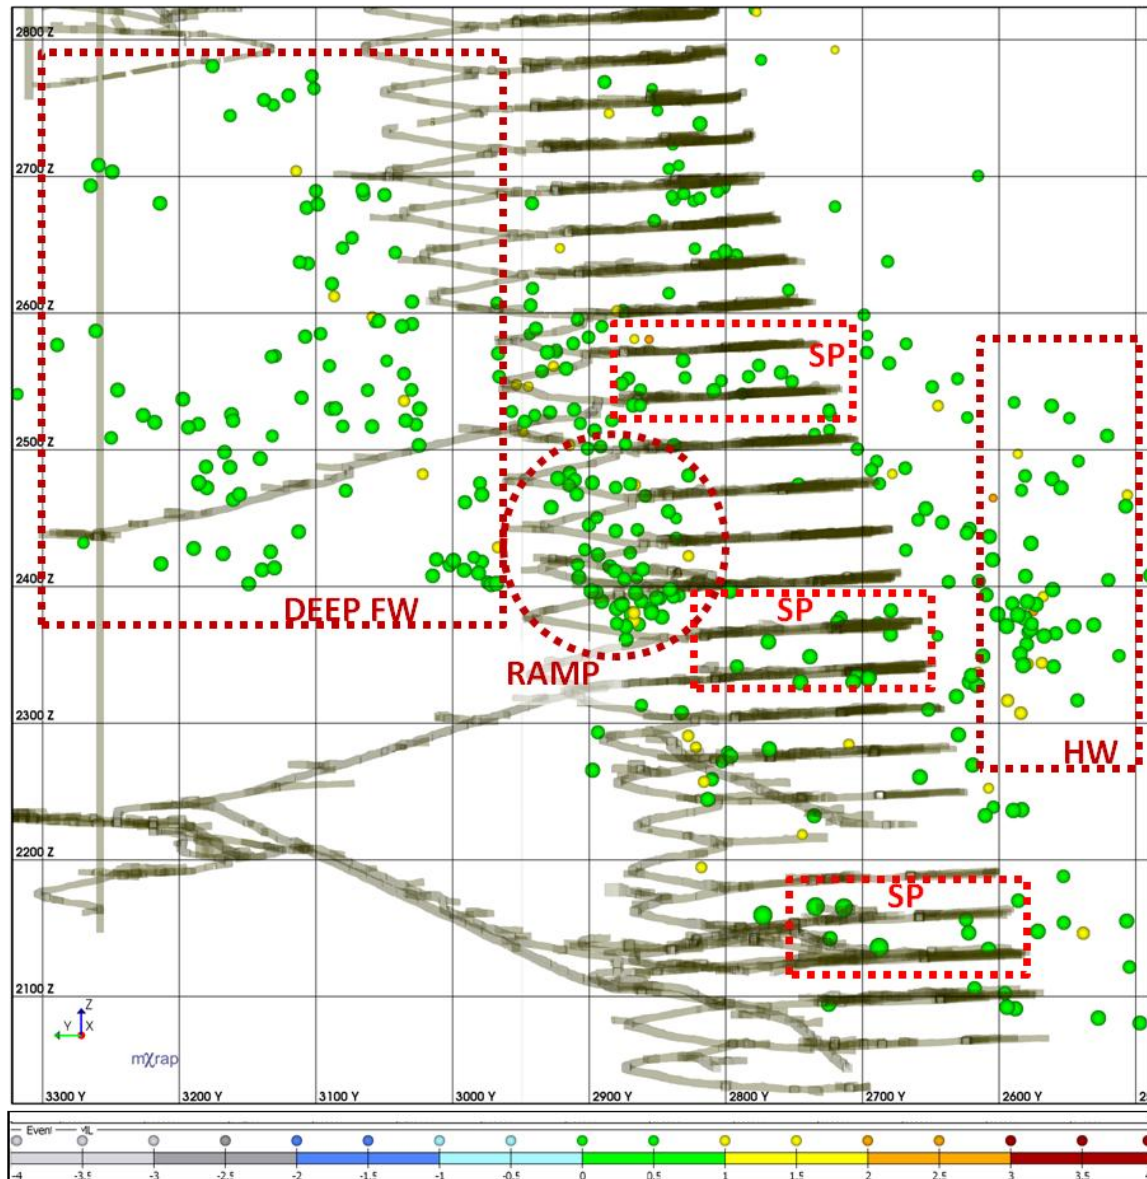 2800 Z
2700 Z
2600 Z
SP
2500 Z
2400 Z
DEEP FW
SP
RAMP
2300 Z
HW
2200 Z
SP
2100 Z
Z
Y X
mXrap
3300 Y 3200 Y 3100 Y 3000 Y 2900 Y 2800 Y 2700 Y 2600 Y
Event ML
-4 -3.5 -3 -2.5 -2 -1.5 -1 -0.5 0 0.5 1 1.5 2 2.5 3 3.5